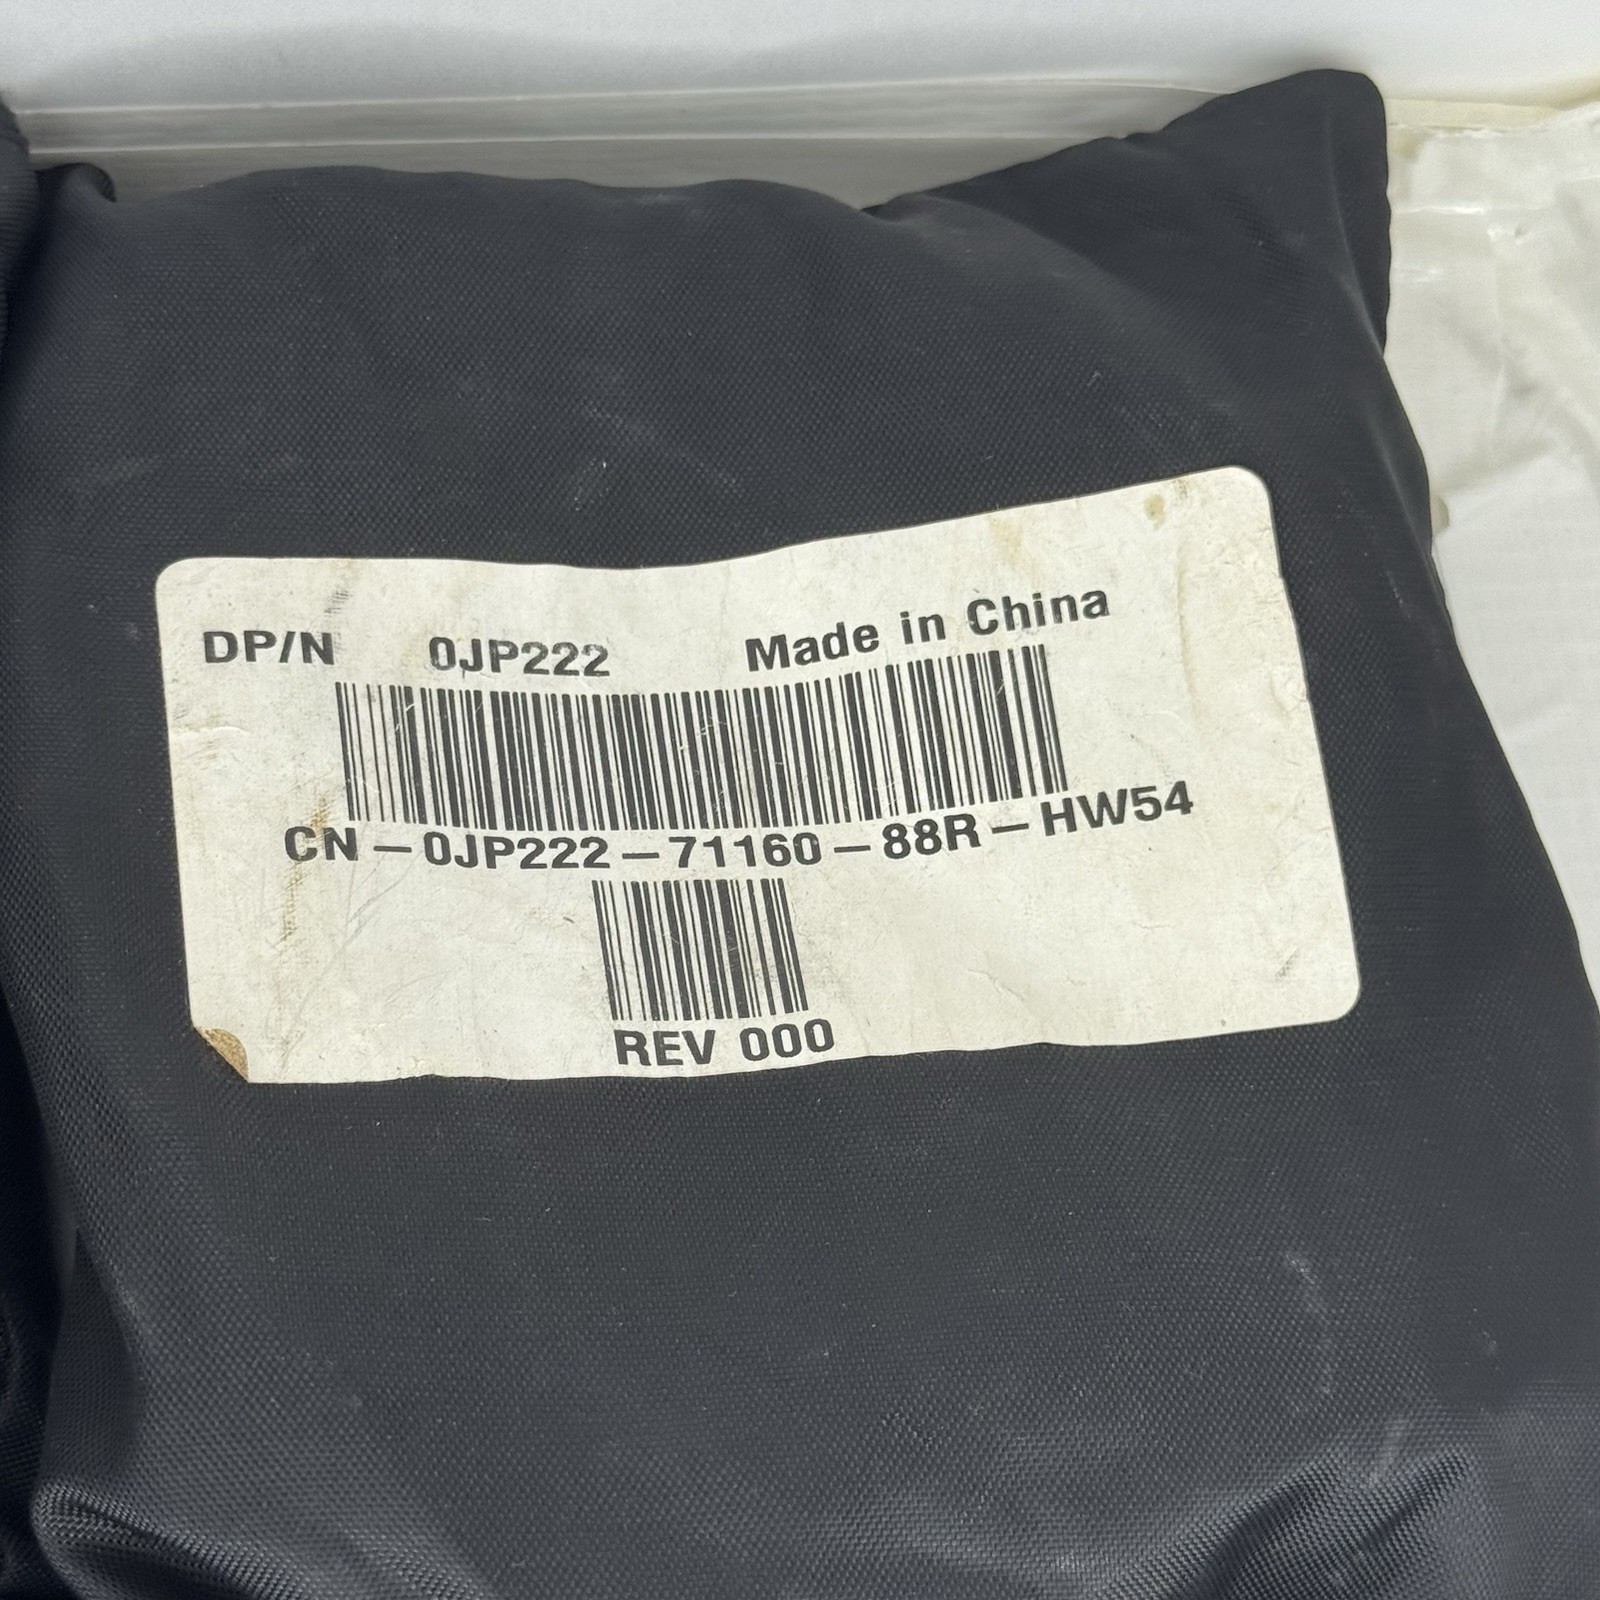 DP/N 0JP222 Made in China
CN-0JP222-71160-88R-HW54
REV 000